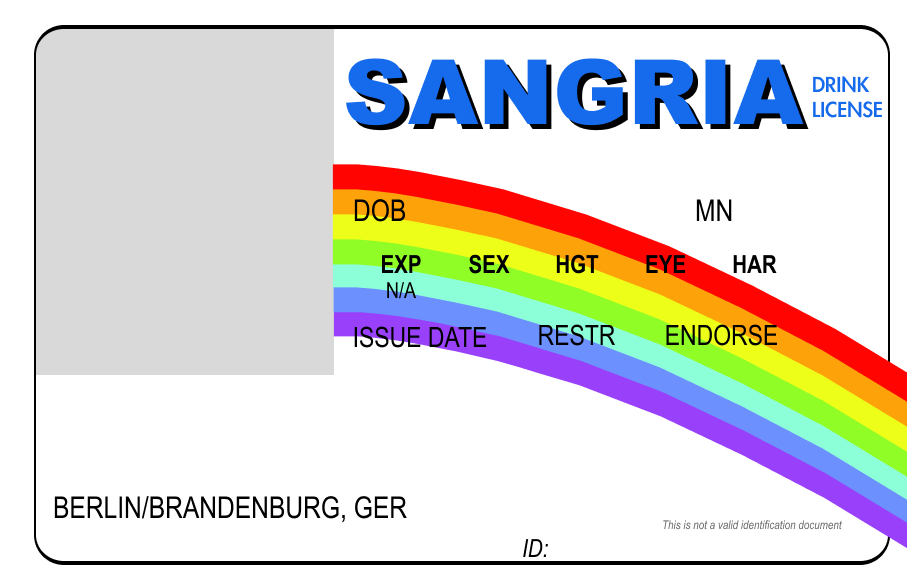 SANGRIA
DRINK
LICENSE
DOB MN
EXP SEX HGT EYE HAR
N/A
ISSUE DATE RESTR ENDORSE
BERLIN/BRANDENBURG, GER
This is not a valid identification document
ID: